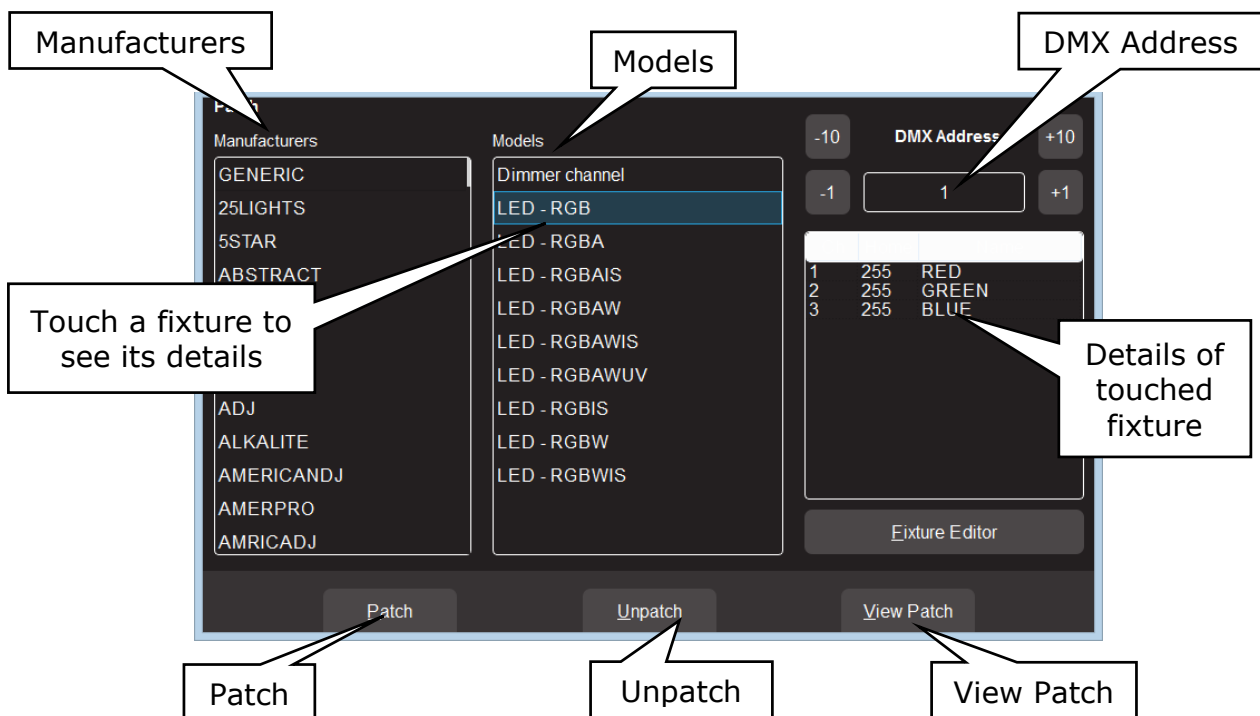 Manufacturers
Models
DMX Address
Manufacturers
GENERIC
25LIGHTS
5STAR
ABSTRACT
ADJ
ALKALITE
AMERICANDJ
AMERPRO
AMRICADJ
Models
Dimmer channel
LED - RGB
LED - RGBA
LED - RGBAIS
LED - RGBAW
LED - RGBAWIS
LED - RGBAWUV
LED - RGBIS
LED - RGBW
LED - RGBWIS
-10 DMX Address +10
-1 1 +1
1 255 RED
2 255 GREEN
3 255 BLUE
Touch a fixture to
see its details
Details of
touched
fixture
Fixture Editor
Patch Unpatch View Patch
Patch
Unpatch
View Patch